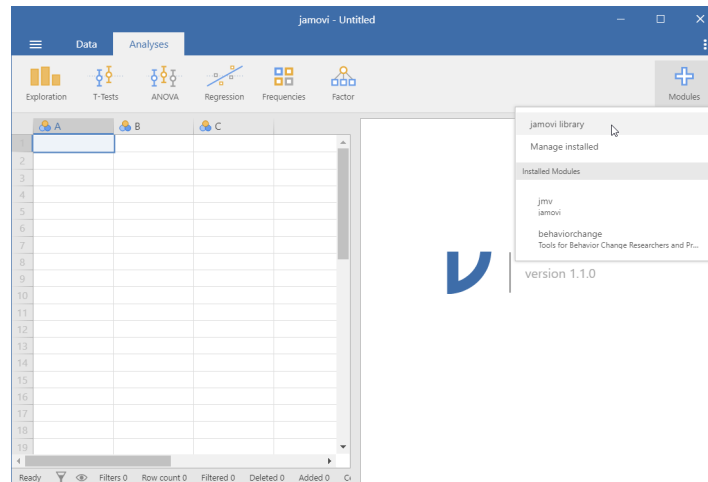 jamovi - Untitled
Data Analyses
Exploration T-Tests ANOVA Regression Frequencies Factor Modules
A B C
jamovi library
Manage installed
Installed Modules
jmv
jamovi
behaviorchange
Tools for Behavior Change Researchers and Pr...
version 1.1.0
1
2
3
4
5
6
7
8
9
10
11
12
13
14
15
16
17
18
19
Ready Filters 0 Row count 0 Filtered 0 Deleted 0 Added 0